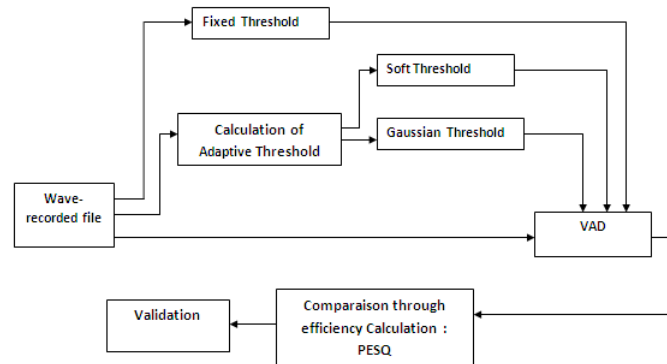 Fixed Threshold
Soft Threshold
Calculation of
Adaptive Threshold
Gaussian Threshold
Wave-
recorded file
VAD
Validation
Comparaison through
efficiency Calculation :
PESQ